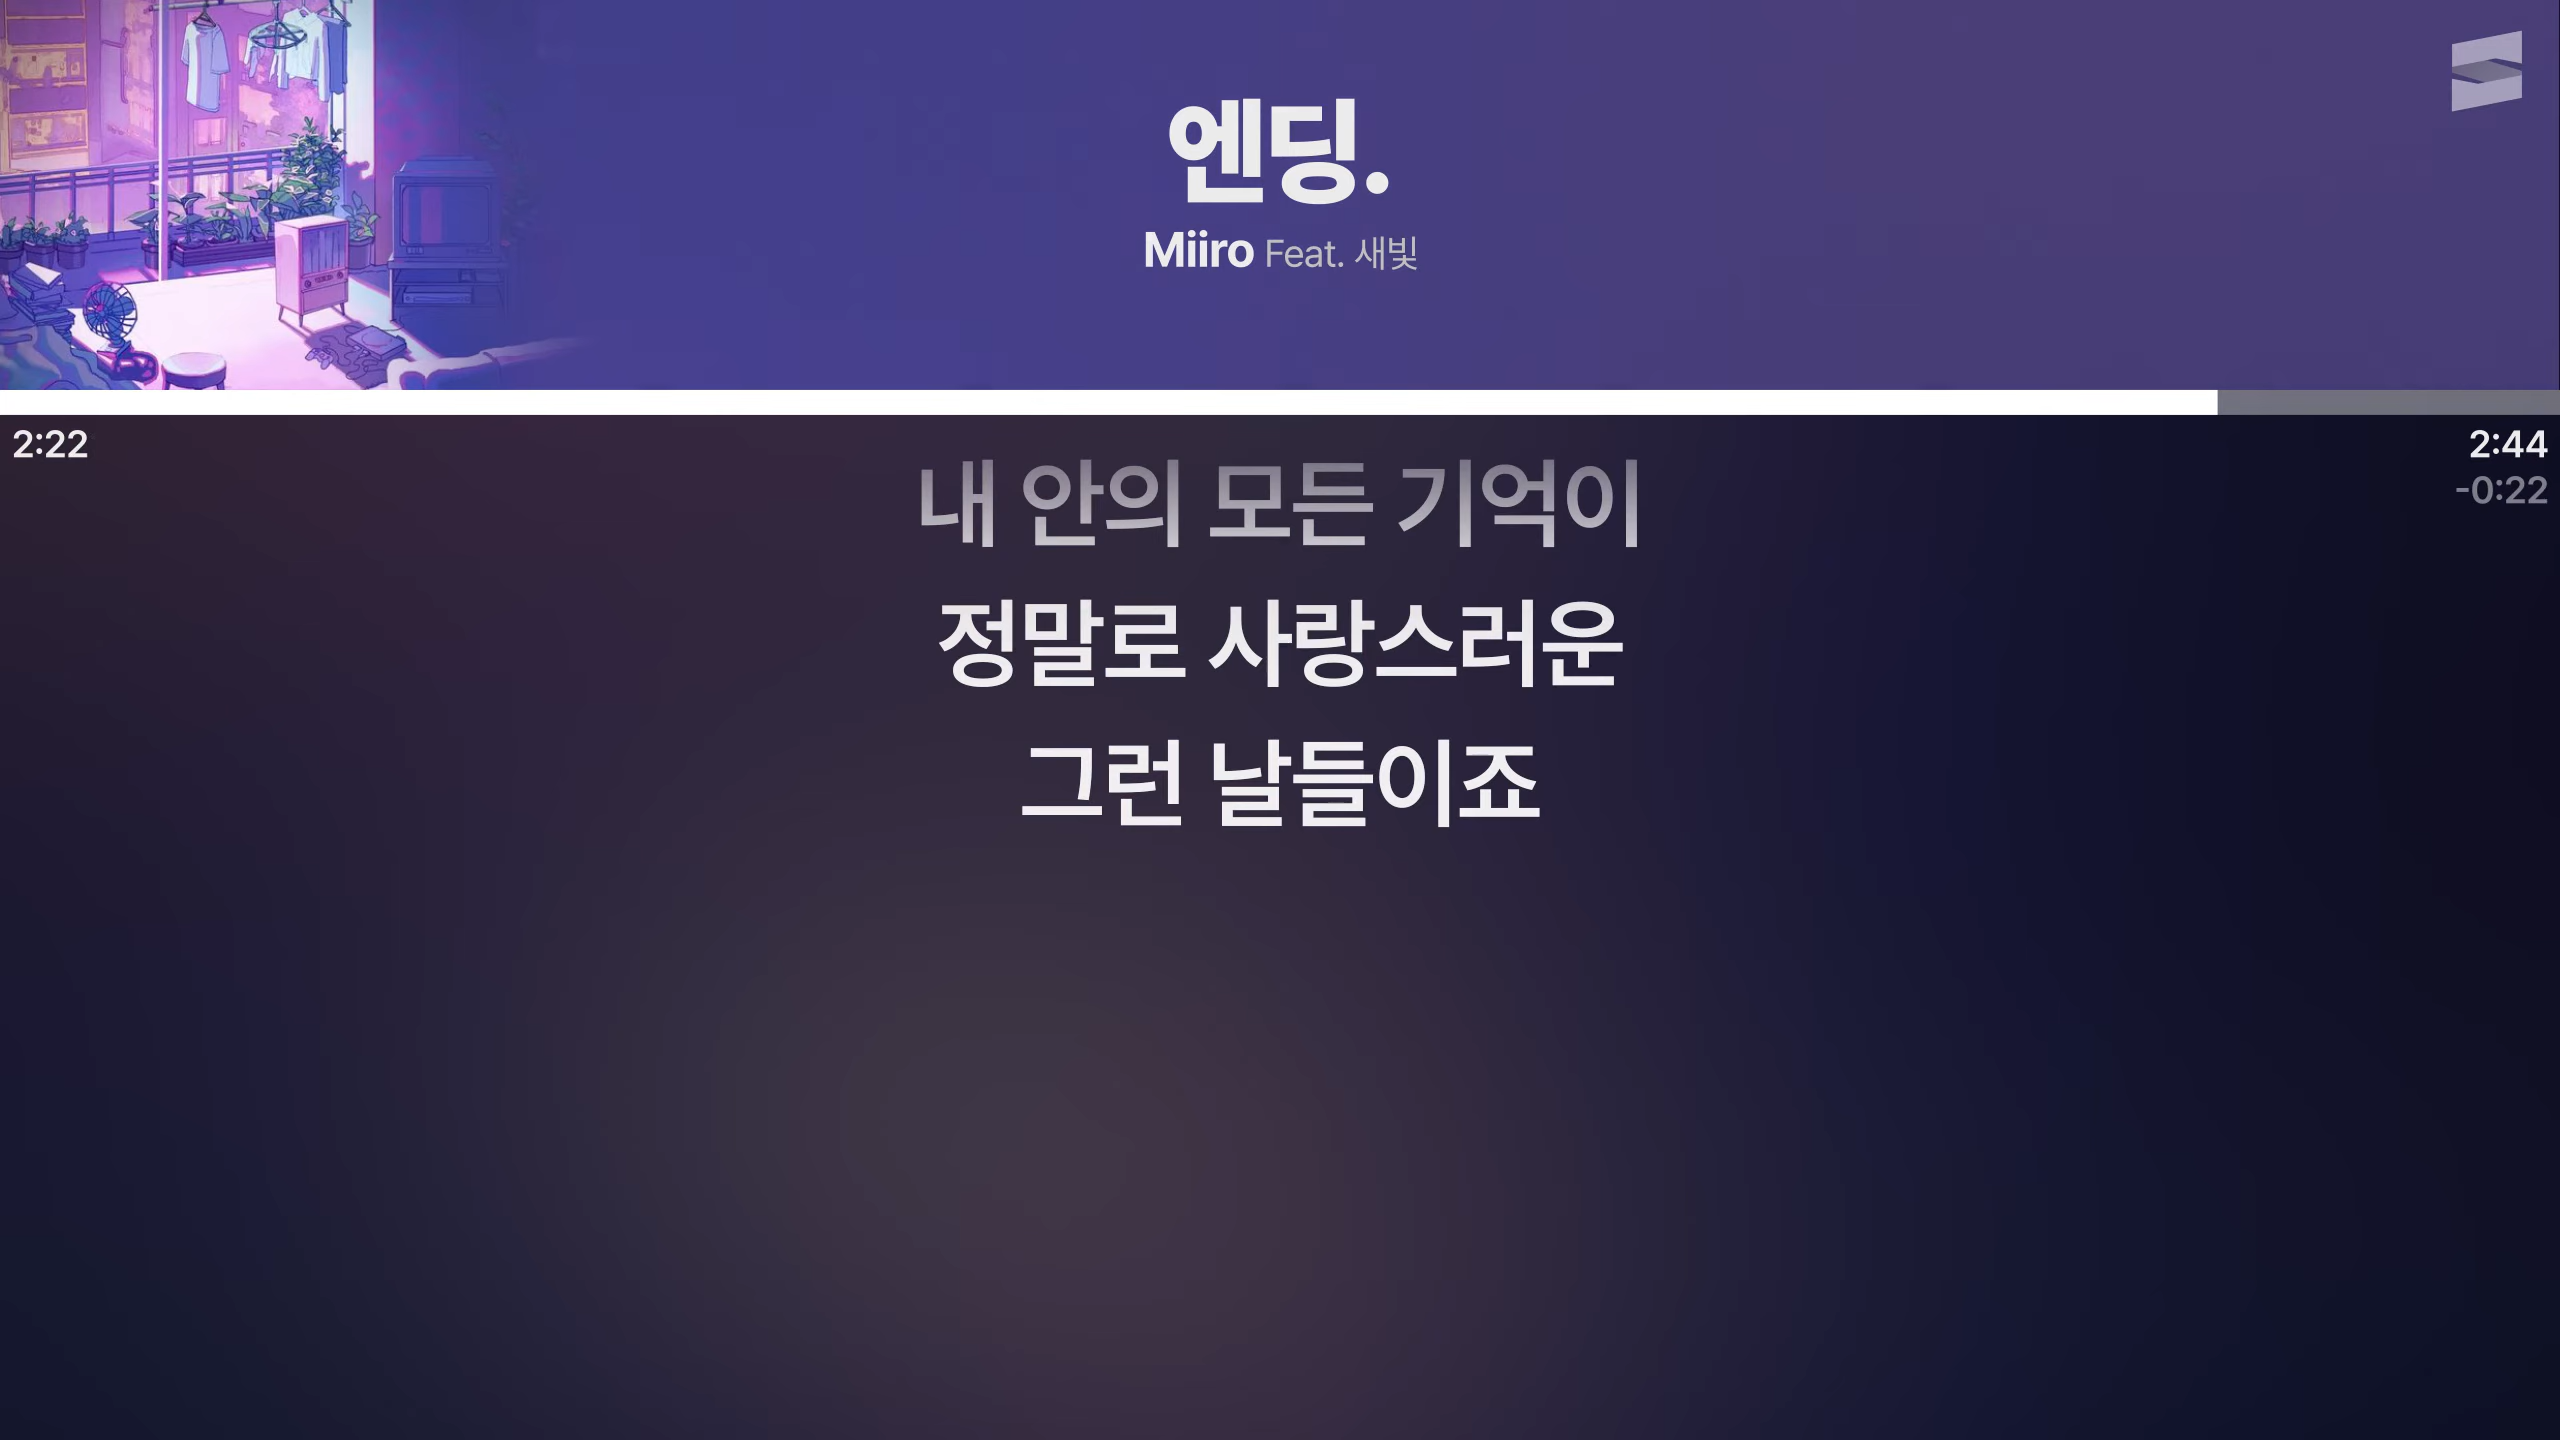 엔딩.
Miiro Feat. 새빛
2:22
2:44
-0:22
내 안의 모든 기억이
정말로 사랑스러운
그런 날들이죠